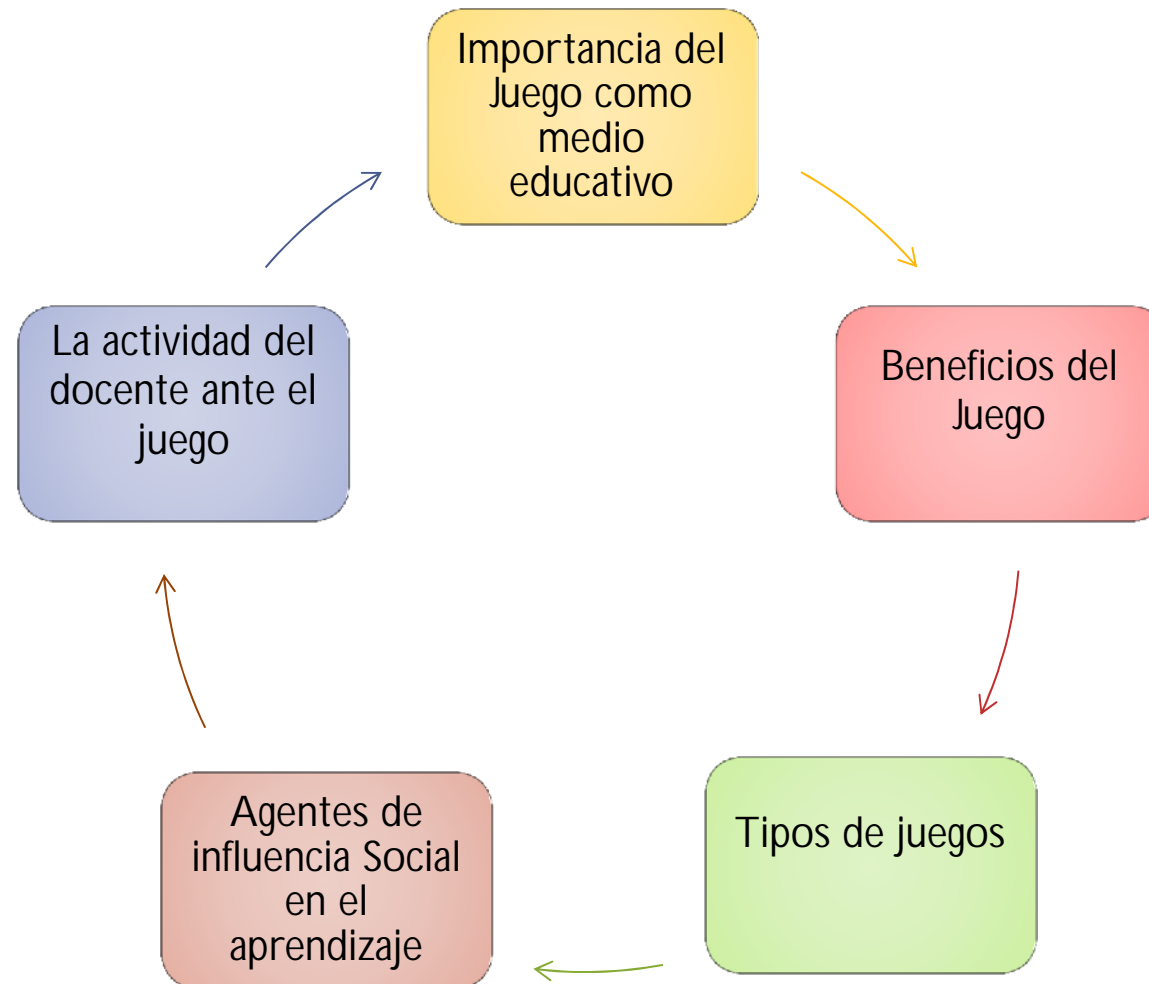 Importancia del
Juego como
medio
educativo
La actividad del
docente ante el
juego
Beneficios del
Juego
Agentes de
influencia Social
en el
aprendizaje
Tipos de juegos